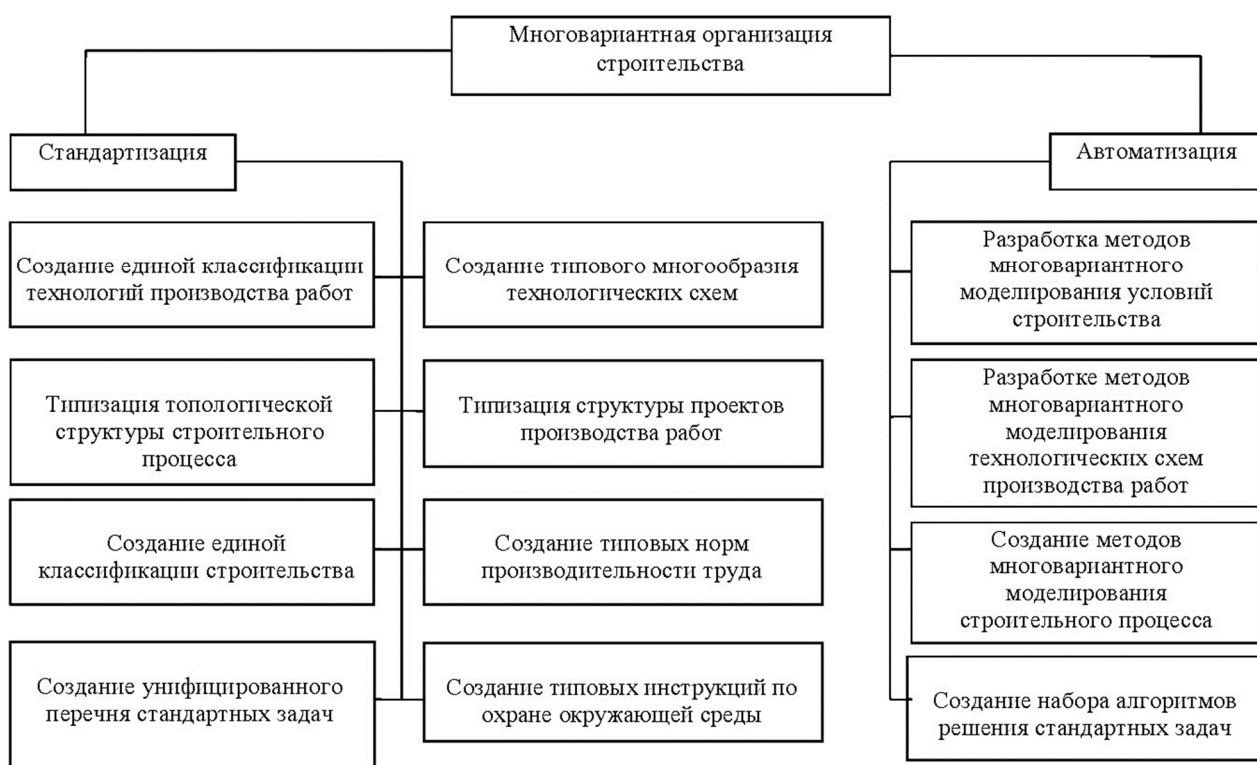 Многовариантная организация
строительства
Стандартизация
Автоматизация
Создание единой классификации
технологий производства работ
Создание типового многообразия
технологических схем
Разработка методов
многовариантного
моделирования условий
строительства
Типизация топологической
структуры строительного
процесса
Типизация структуры проектов
производства работ
Разработке методов
многовариантного
моделирования
технологических схем
производства работ
Создание единой
классификации строительства
Создание типовых норм
производительности труда
Создание методов
многовариантного
моделирования
строительного процесса
Создание унифицированного
перечня стандартных задач
Создание типовых инструкций по
охране окружающей среды
Создание набора алгоритмов
решения стандартных задач